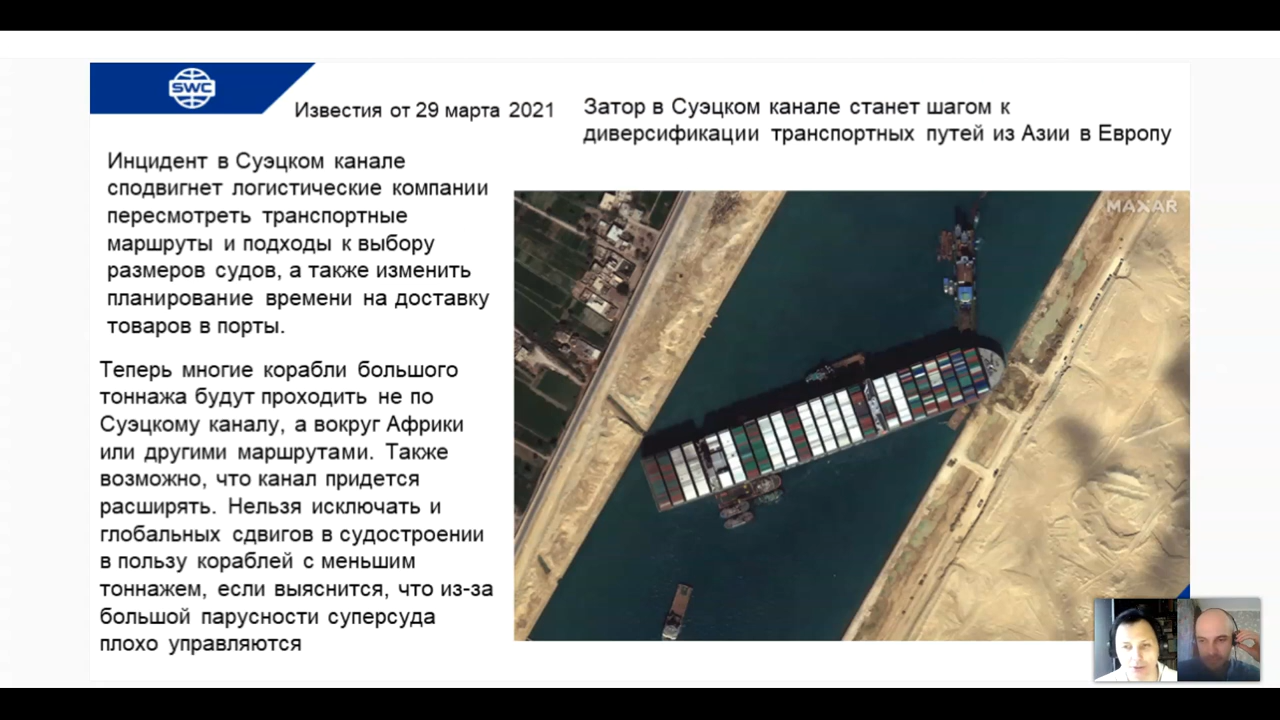 SWC
Известия от 29 марта 2021
Затор в Суэцком канале станет шагом к
диверсификации транспортных путей из Азии в Европу
Инцидент в Суэцком канале
сподвигнет логистические компании
пересмотреть транспортные
маршруты и подходы к выбору
размеров судов, а также изменить
планирование времени на доставку
товаров в порты.
Теперь многие корабли большого
тоннажа будут проходить не по
Суэцкому каналу, а вокруг Африки
или другими маршрутами. Также
возможно, что канал придется
расширять. Нельзя исключать и
глобальных сдвигов в судостроении
в пользу кораблей с меньшим
тоннажем, если выяснится, что из-за
большой парусности суперсуда
плохо управляются
MAXAR